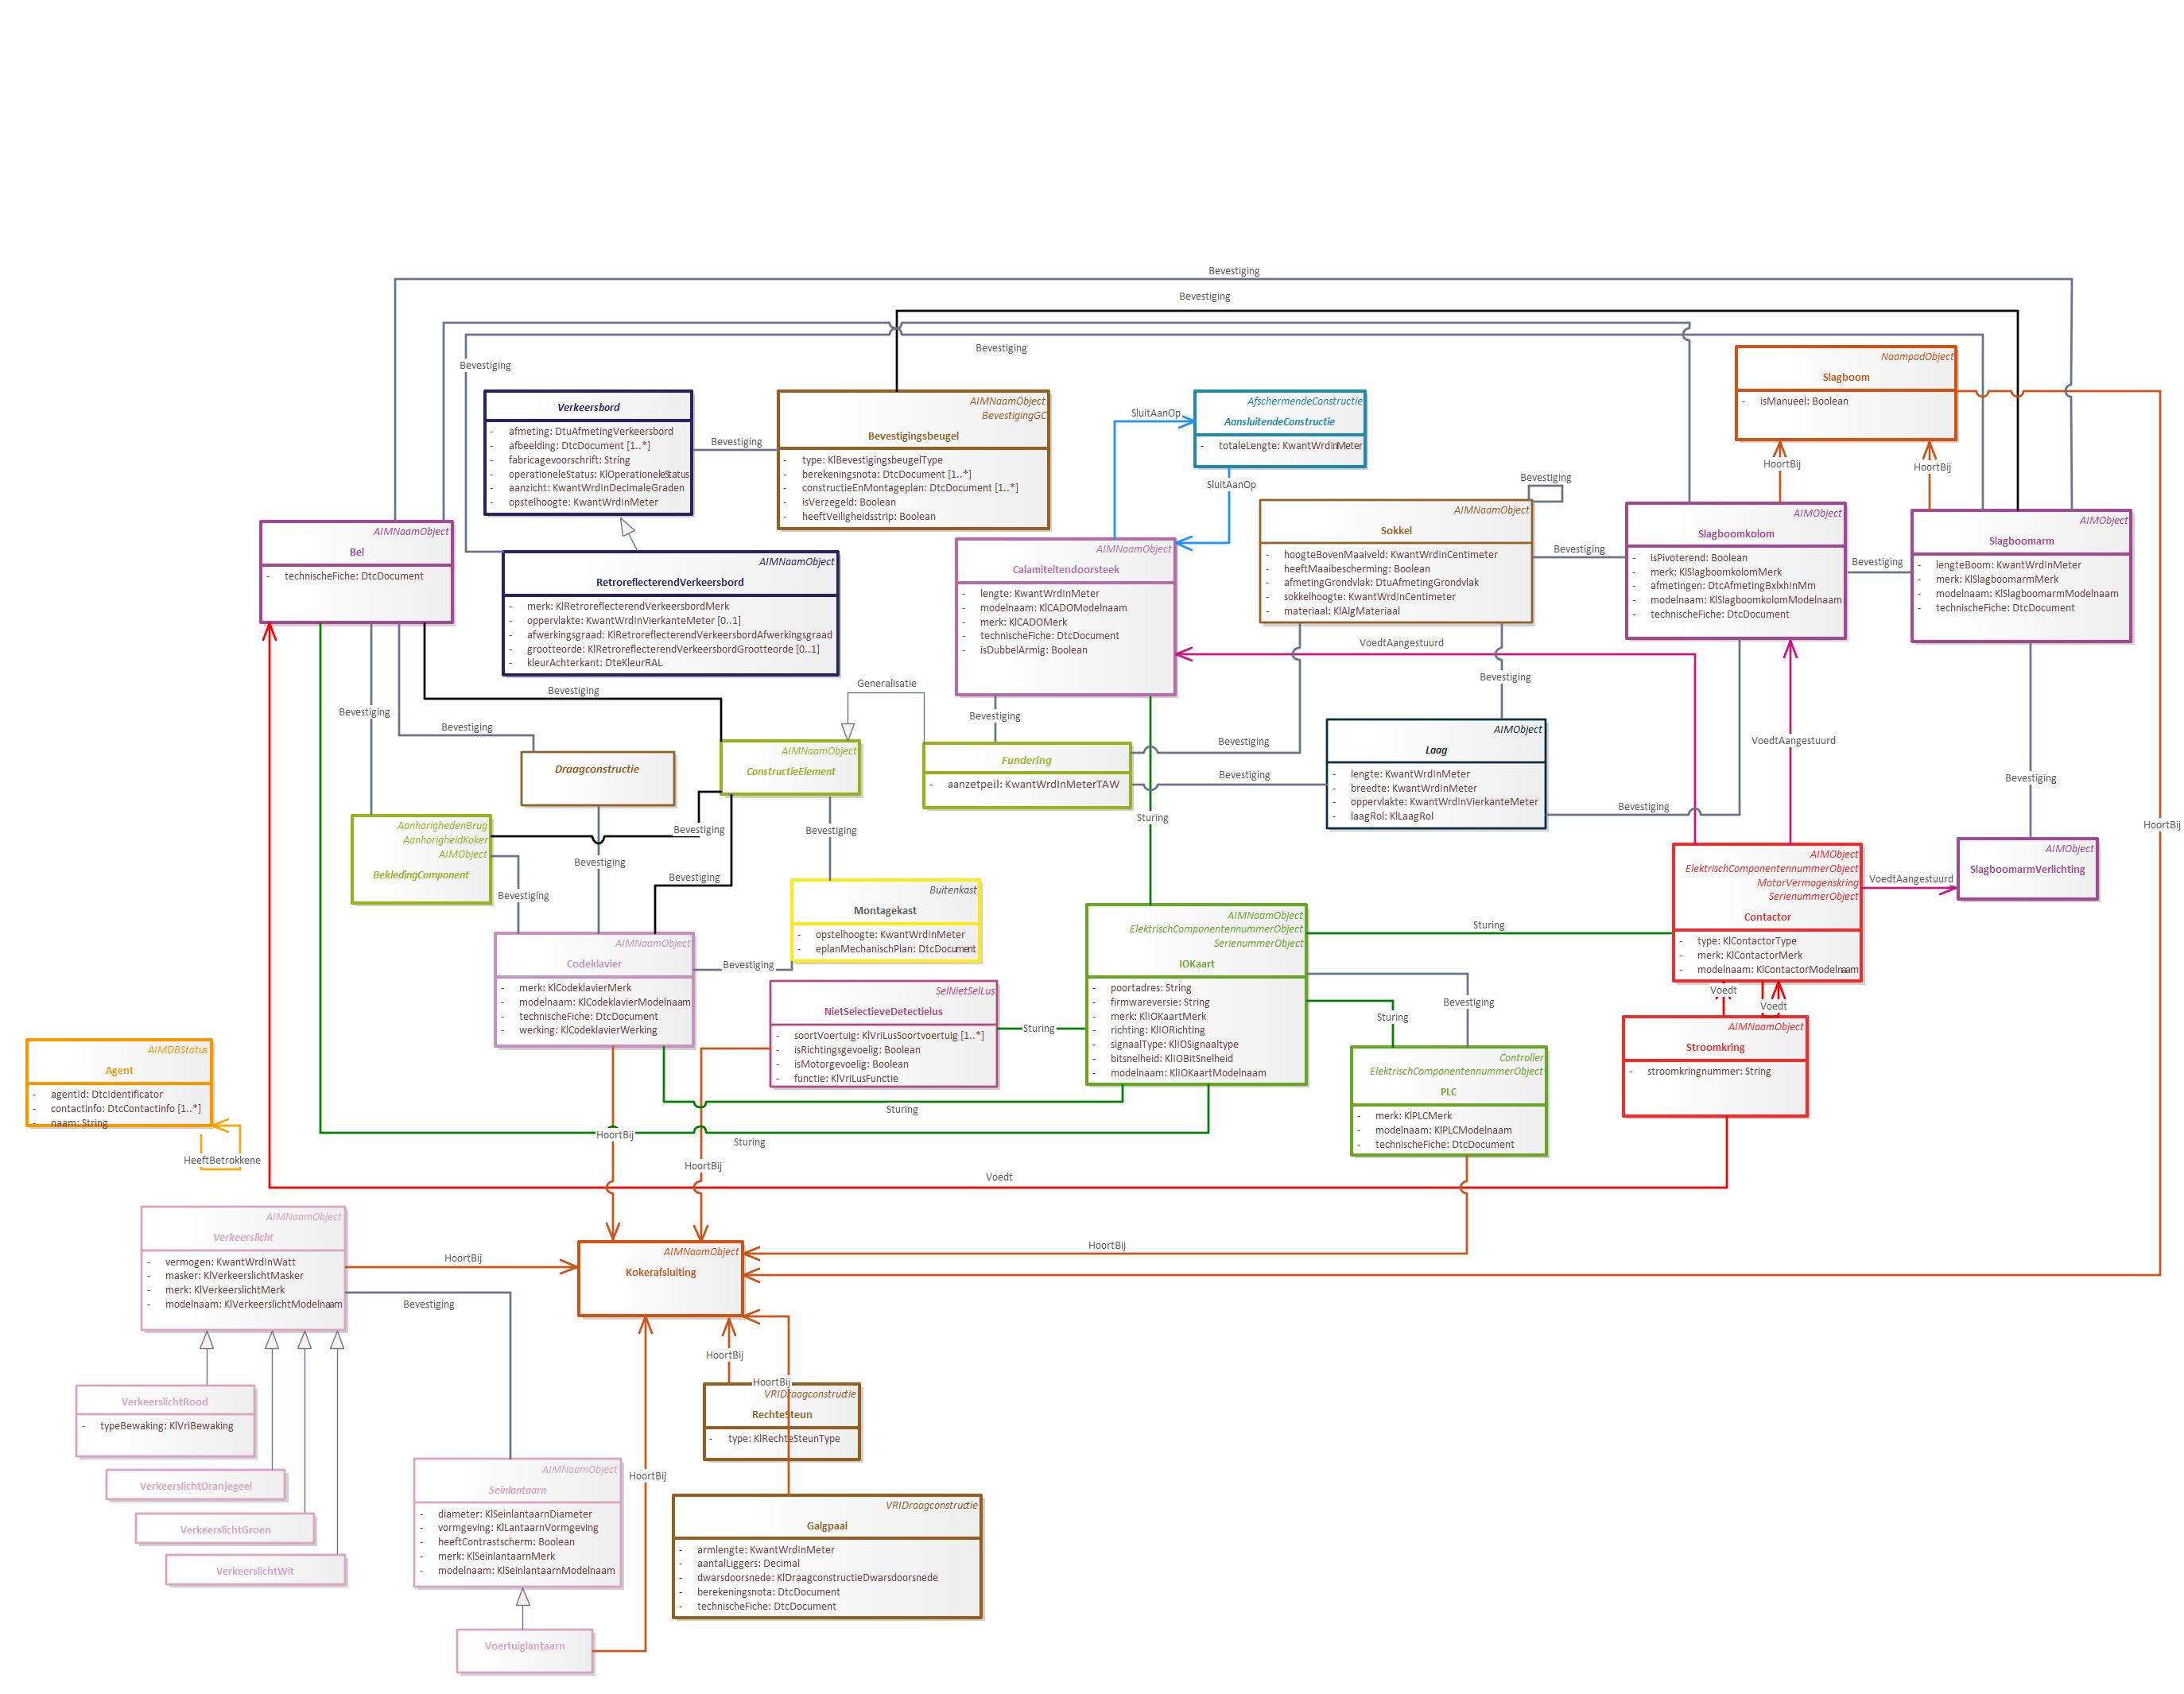 Bevestiging
Bevestiging
Bevestiging
Bevestiging
NaampadObject
Slagboom
- isManueel: Boolean
HoortBij
HoortBij
Verkeersbord
- afmeting: DtuAfmetingVerkeersbord
- afbeelding: DtcDocument [1..*]
- fabricagevoorschrift: String
- operationeleStatus: KlOperationeleStatus
- aanzicht: KwantWrdInDecimaleGraden
- opstelhoogte: KwantWrdInMeter
Bevestiging
AIMNaamObject
BevestigingGC
Bevestigingsbeugel
- type: KlBevestigingsbeugelType
- berekeningsnota: DtcDocument [1..*]
- constructieEnMontageplan: DtcDocument [1..*]
- isVerzegeld: Boolean
- heeftVeiligheidsstrip: Boolean
SluitAanOp
AfschermendeConstructie
AansluitendeConstructie
- totaleLengte: KwantWrdInMeter
SluitAanOp
Bevestiging
AIMNaamObject
Sokkel
- hoogteBovenMaaiveld: KwantWrdInCentimeter
- heeftMaaibescherming: Boolean
- afmetingGrondvlak: DtuAfmetingGrondvlak
- sokkelhoogte: KwantWrdInCentimeter
- materiaal: KlAlgMateriaal
Bevestiging
AIMObject
Slagboomkolom
- isPivoterend: Boolean
- merk: KlSlagboomkolomMerk
- afmetingen: DtcAfmetingBxlxhInMm
- modelnaam: KlSlagboomkolomModelnaam
- technischeFiche: DtcDocument
Bevestiging
AIMObject
Slagboomarm
- lengteBoom: KwantWrdInMeter
- merk: KlSlagboomarmMerk
- modelnaam: KlSlagboomarmModelnaam
- technischeFiche: DtcDocument
AIMNaamObject
Bel
- technischeFiche: DtcDocument
AIMNaamObject
RetroreflecterendVerkeersbord
- merk: KlRetroreflecterendVerkeersbordMerk
- oppervlakte: KwantWrdInVierkanteMeter [0..1]
- afwerkingsgraad: KlRetroreflecterendVerkeersbordAfwerkingsgraad
- grootteorde: KlRetroreflecterendVerkeersbordGrootteorde [0..1]
- kleurAchterkant: DteKleurRAL
AIMNaamObject
Calamiteitendoorsteek
- lengte: KwantWrdInMeter
- modelnaam: KlCADOModelnaam
- merk: KlCADOMerk
- technischeFiche: DtcDocument
- isDubbelArmig: Boolean
VoedtAangestuurd
Bevestiging
Generalisatie
Bevestiging
Bevestiging
Bevestiging
Bevestiging
Bevestiging
Bevestiging
VoedtAangestuurd
Bevestiging
Draagconstructie
AIMNaamObject
ConstructieElement
Fundering
- aanzetpeil: KwantWrdInMeterTAW
AIMObject
Laag
- lengte: KwantWrdInMeter
- breedte: KwantWrdInMeter
- oppervlakte: KwantWrdInVierkanteMeter
- laagRol: KlLaagRol
Bevestiging
Sturing
HoortBij
AanhorighedenBrug
AanhorigheidKoker
AIMObject
BekledingComponent
Bevestiging
Bevestiging
Bevestiging
Bevestiging
Bevestiging
AIMObject
SlagboomarmVerlichting
VoedtAangestuurd
AIMObject
ElektrischComponentennummerObject
MotorVermogenskring
SerienummerObject
Contactor
- type: KlContactorType
- merk: KlContactorMerk
- modelnaam: KlContactorModelnaam
Buitenkast
Montagekast
- opstelhoogte: KwantWrdInMeter
- eplanMechanischPlan: DtcDocument
AIMNaamObject
Codeklavier
- merk: KlCodeklavierMerk
- modelnaam: KlCodeklavierModelnaam
- technischeFiche: DtcDocument
- werking: KlCodeklavierWerking
Bevestiging
AIMNaamObject
ElektrischComponentennummerObject
SerienummerObject
IOKaart
- poortadres: String
- firmwareversie: String
- merk: KlIOKaartMerk
- richting: KlIORichting
- signaalType: KlIOSignaaltype
- bitsnelheid: KlIOBitSnelheid
- modelnaam: KlIOKaartModelnaam
Sturing
Bevestiging
Sturing
Voedt
Voedt
SelNietSelLus
NietSelectieveDetectielus
- soortVoertuig: KlVriLusSoortvoertuig [1..*]
- isRichtingsgevoelig: Boolean
- isMotorgevoelig: Boolean
- functie: KlVriLusFunctie
Sturing
AIMNaamObject
Stroomkring
- stroomkringnummer: String
Controller
ElektrischComponentennummerObject
PLC
- merk: KlPLCMerk
- modelnaam: KlPLCModelnaam
- technischeFiche: DtcDocument
AIMDBStatus
Agent
- agentid: DtcIdentificator
- contactinfo: DtcContactinfo [1..*]
- naam: String
HeeftBetrokkene
Sturing
HoortBij
Sturing
HoortBij
Voedt
AIMNaamObject
Verkeerslicht
- vermogen: KwantWrdInWatt
- masker: KlVerkeerslichtMasker
- merk: KlVerkeerslichtMerk
- modelnaam: KlVerkeerslichtModelnaam
HoortBij
Bevestiging
AIMNaamObject
Kokerafsluiting
HoortBij
HoortBij
HoortBij
VRIDraagconstructie
RechteSteun
- type: KlRechteSteunType
VerkeerslichtRood
- typeBewaking: KlVriBewaking
VerkeerslichtOranjegeel
VerkeerslichtGroen
VerkeerslichtWit
AIMNaamObject
Seinlantaarn
- diameter: KlSeinlantaarnDiameter
- vormgeving: KlLantaarnVormgeving
- heeftContrastscherm: Boolean
- merk: KlSeinlantaarnMerk
- modelnaam: KlSeinlantaarnModelnaam
HoortBij
VRIDraagconstructie
Galgpaal
- armlengte: KwantWrdInMeter
- aantalLiggers: Decimal
- dwarsdoorsnede: KlDraagconstructieDwarsdoorsnede
- berekeningsnota: DtcDocument
- technischeFiche: DtcDocument
Voertuiglantaarn